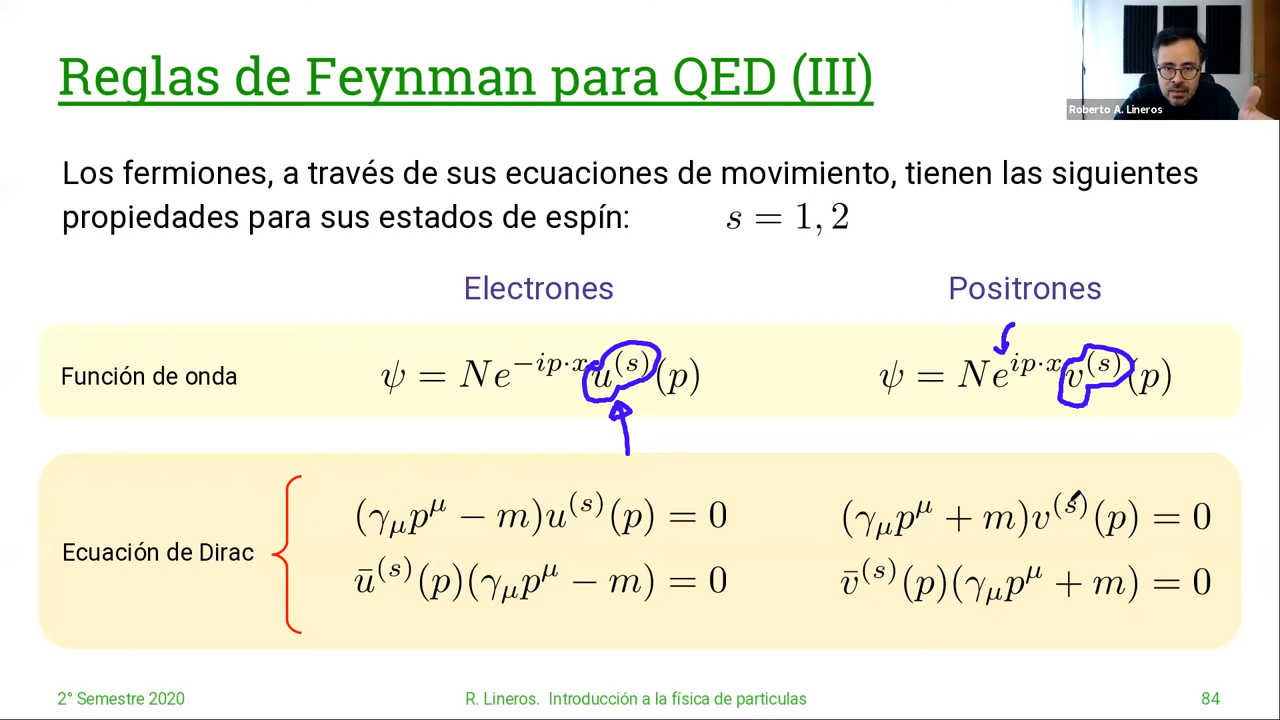 Reglas de Feynman para QED (III)
Roberto A. Lineros
Los fermiones, a través de sus ecuaciones de movimiento, tienen las siguientes
propiedades para sus estados de espín: s = 1, 2
Electrones Positrones
Función de onda ψ = Ne^{−ip·x}u^{(s)}(p) ψ = Ne^{ip·x}v^{(s)}(p)
(γ_μp^μ − m)u^{(s)}(p) = 0 (γ_μp^μ + m)v^{(s)}(p) = 0
Ecuación de Dirac
ū^{(s)}(p)(γ_μp^μ − m) = 0 v̄^{(s)}(p)(γ_μp^μ + m) = 0
2° Semestre 2020 R. Lineros. Introducción a la física de particulas 84